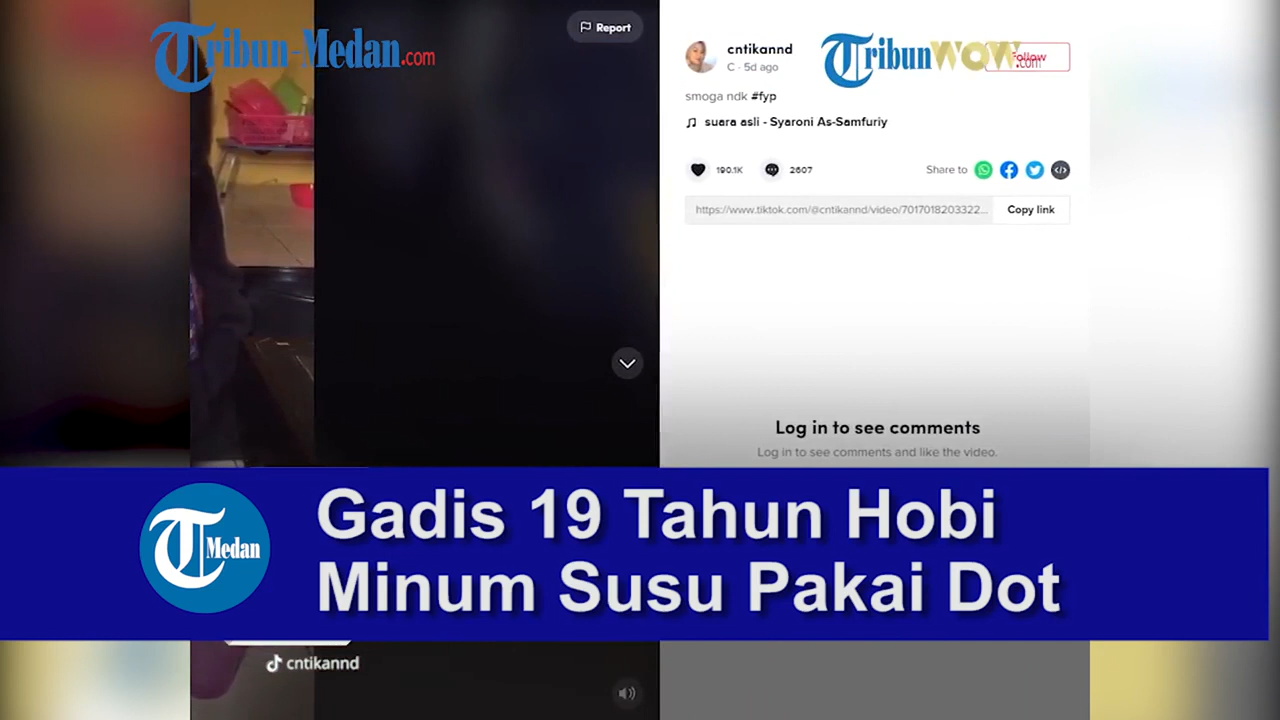 Tribun-Medan.com
Report
cntikannd
C · 5d ago
TribunWOW.com
Follow
smoga ndk #fyp
suara asli - Syaroni As-Samfuriy
190.1K
2607
Share to
https://www.tiktok.com/@cntikannd/video/7017018203322...
Copy link
Log in to see comments
Log in to see comments and like the video.
T Medan
Gadis 19 Tahun Hobi
Minum Susu Pakai Dot
cntikannd